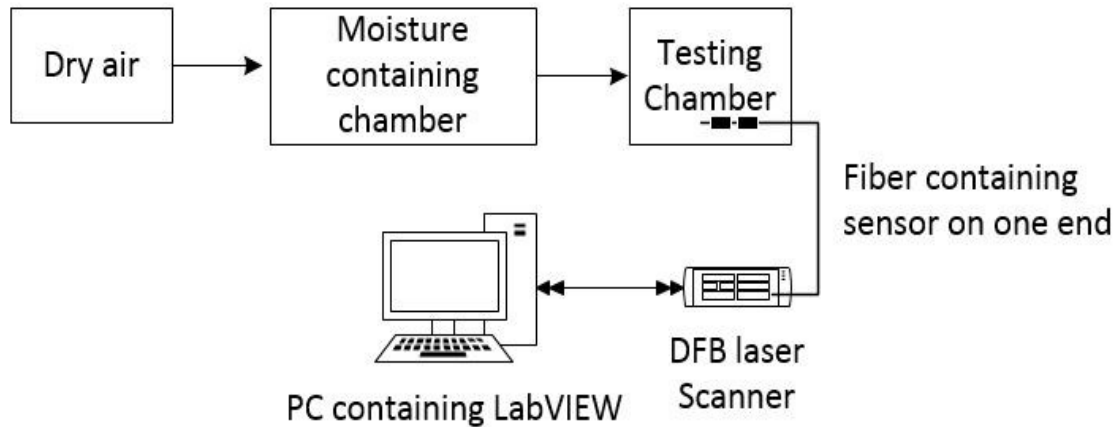 Dry air
Moisture
containing
chamber
Testing
Chamber
Fiber containing
sensor on one end
DFB laser
Scanner
PC containing LabVIEW